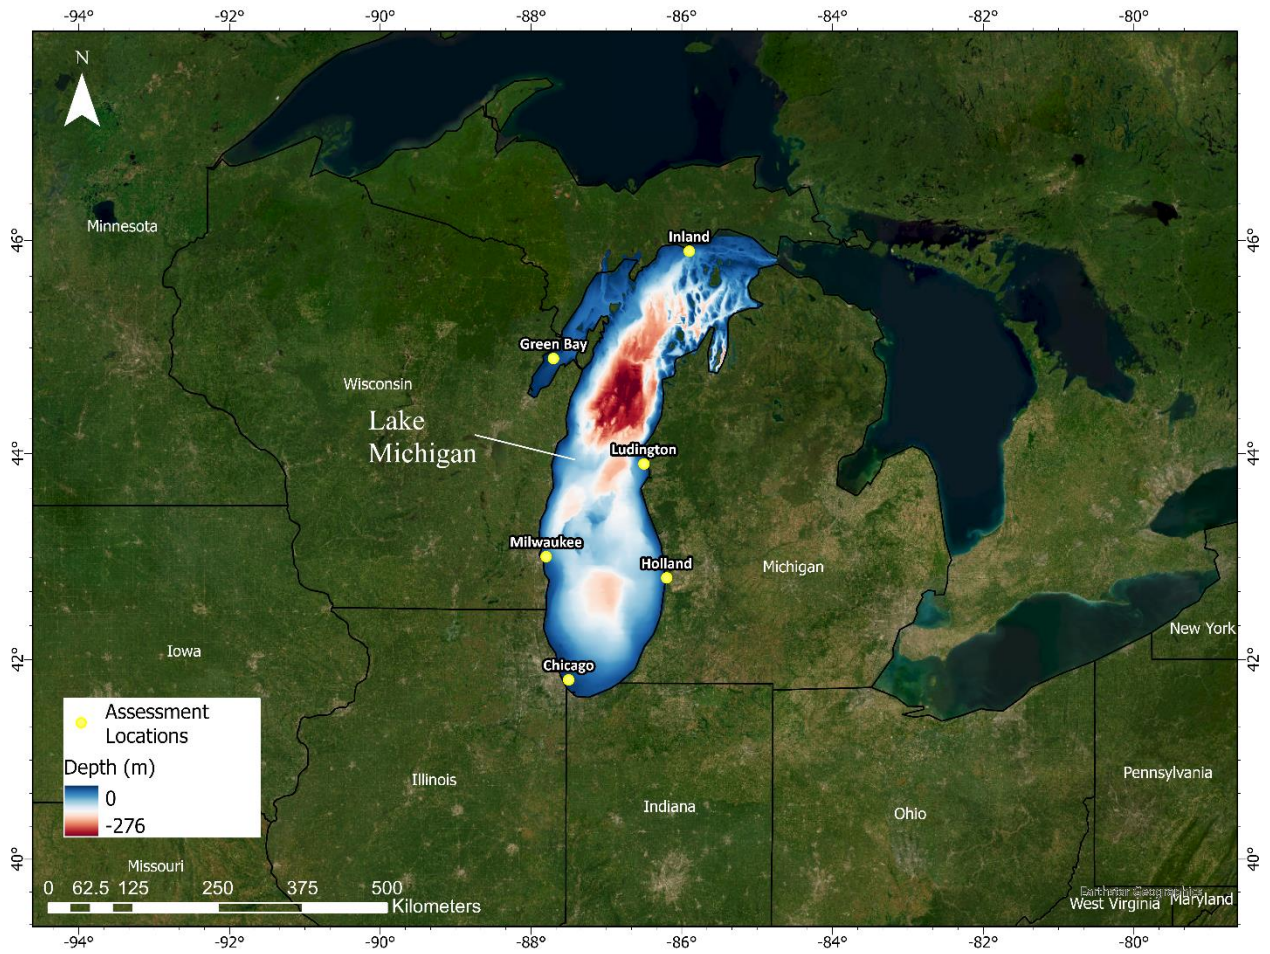 -94° -92° -90° -88° -86° -84° -82° -80°
N
Minnesota
46° 46°
Inland
Green Bay
Wisconsin
Lake
Michigan
44° 44°
Ludington
Milwaukee
Holland
Michigan
New York
Iowa
42° 42°
Chicago
Assessment
Locations
Depth (m)
0
-276
Illinois
Indiana
Ohio
Pennsylvania
40° 40°
Missouri
Earthstar Geographics
West Virginia Maryland
0 62.5 125 250 375 500
Kilometers
-94° -92° -90° -88° -86° -84° -82° -80°